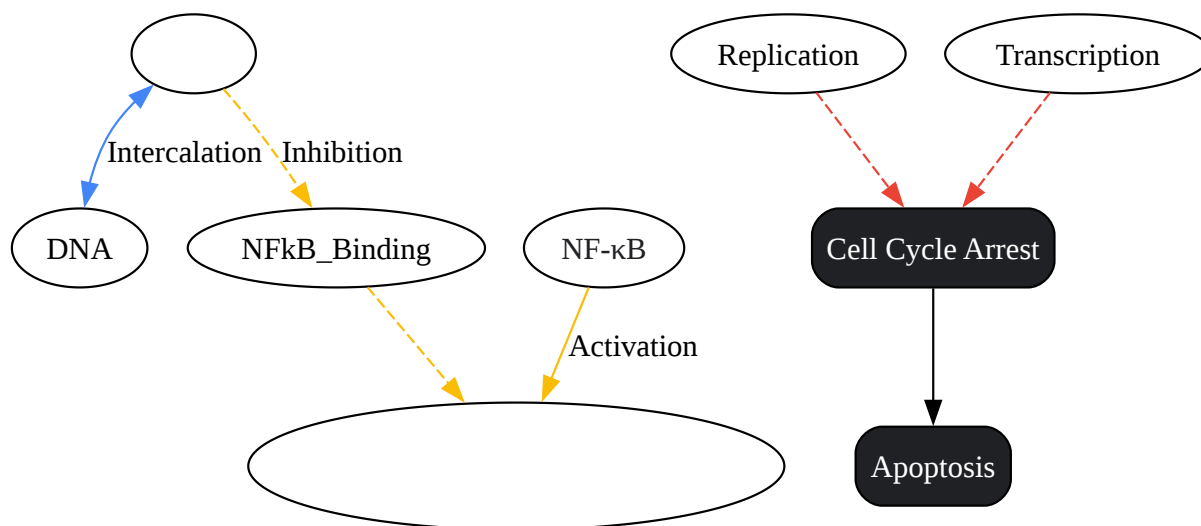 Replication
Transcription
Intercalation
Inhibition
DNA
NFkB_Binding
NF-κB
Cell Cycle Arrest
Activation
Apoptosis